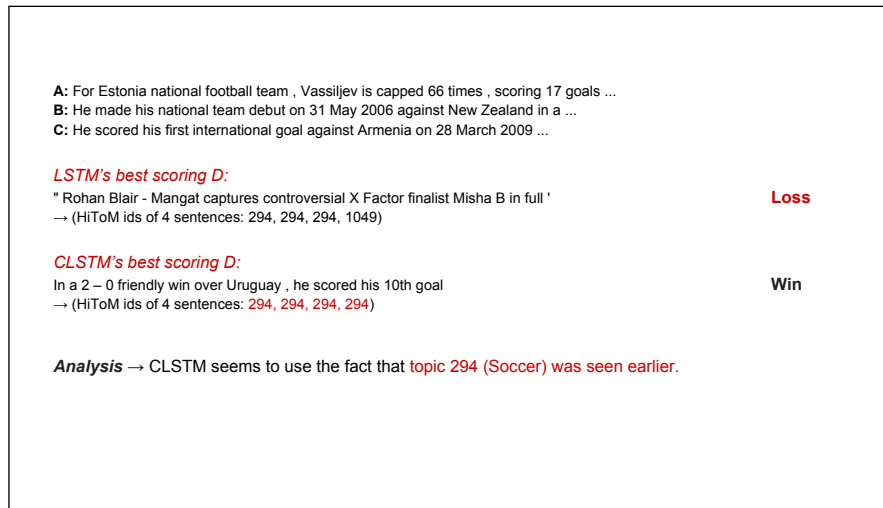 A: For Estonia national football team , Vassiljev is capped 66 times , scoring 17 goals ...
B: He made his national team debut on 31 May 2006 against New Zealand in a ...
C: He scored his first international goal against Armenia on 28 March 2009 ...
LSTM's best scoring D:
" Rohan Blair - Mangat captures controversial X Factor finalist Misha B in full ' Loss
→ (HiToM ids of 4 sentences: 294, 294, 294, 1049)
CLSTM's best scoring D:
In a 2 – 0 friendly win over Uruguay , he scored his 10th goal Win
→ (HiToM ids of 4 sentences: 294, 294, 294, 294)
Analysis → CLSTM seems to use the fact that topic 294 (Soccer) was seen earlier.